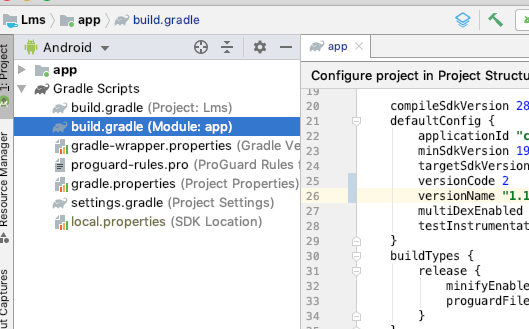 Lms app build.gradle
Android
app
Gradle Scripts
build.gradle (Project: Lms)
build.gradle (Module: app)
gradle-wrapper.properties (Gradle Ve
proguard-rules.pro (ProGuard Rules f
gradle.properties (Project Properties)
settings.gradle (Project Settings)
local.properties (SDK Location)
1: Project
Resource Manager
ut Captures
app
Configure project in Project Structu
19
20 compileSdkVersion 28
21 defaultConfig {
22 applicationId "c
23 minSdkVersion 19
24 targetSdkVersion
25 versionCode 2
26 versionName "1.1
27 multiDexEnabled
28 testInstrumentat
29 }
30 buildTypes {
31 release {
32 minifyEnable
33 proguardFile
34 }